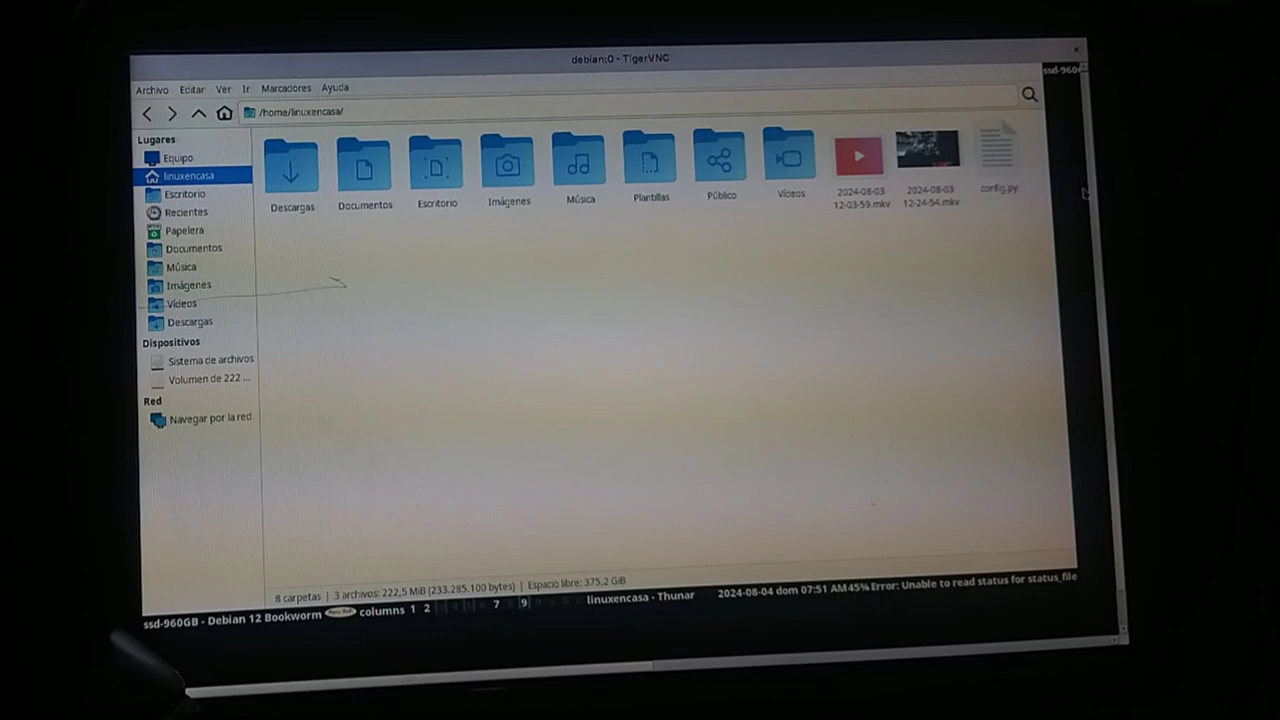 debian:0 - TigerVNC
Archivo Editar Ver Ir Marcadores Ayuda
/home/linuxencasa/
Lugares
Equipo
linuxencasa
Escritorio
Recientes
Papelera
Documentos
Música
Imágenes
Vídeos
Descargas
Dispositivos
Sistema de archivos
Volumen de 222 ...
Red
Navegar por la red
Descargas
Documentos
Escritorio
Imágenes
Música
Plantillas
Público
Vídeos
2024-08-03
12-03-59.mkv
2024-08-03
12-24-54.mkv
config.py
8 carpetas | 3 archivos: 222,5 MiB (233.285.100 bytes) | Espacio libre: 375,2 GiB
ssd-960GB - Debian 12 Bookworm columns 1 2 7 9 linuxencasa - Thunar 2024-08-04 dom 07:51 AM 45% Error: Unable to read status for status_file